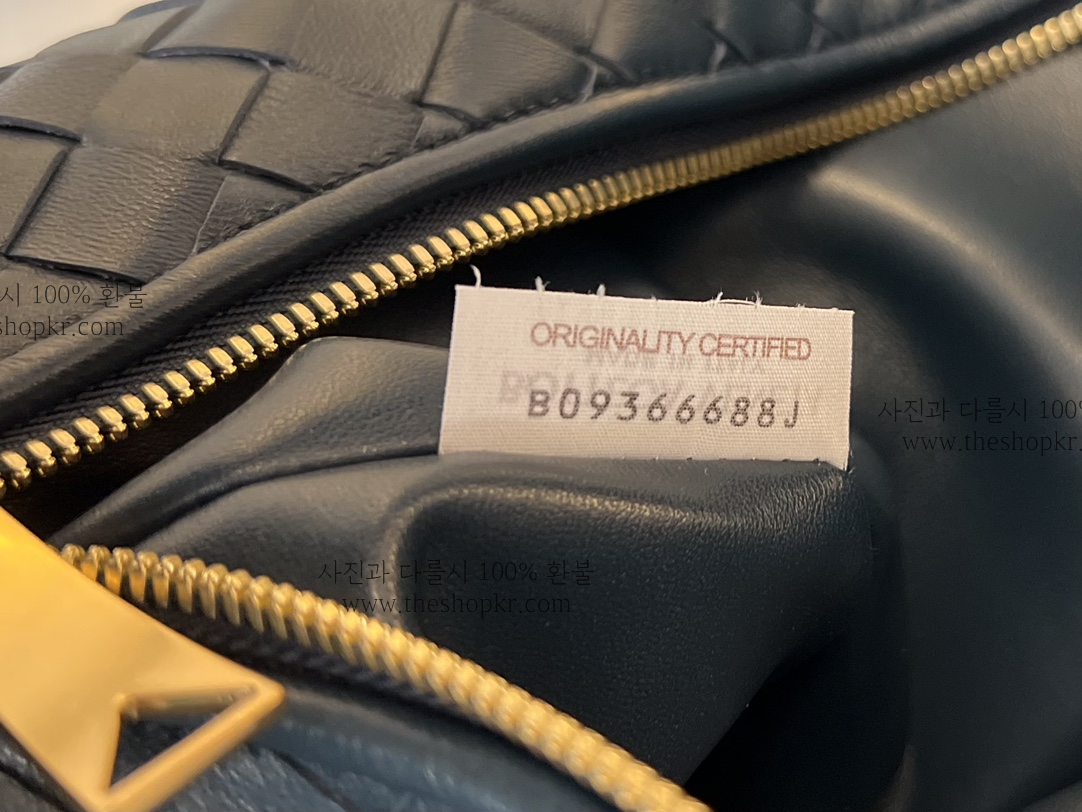 시 100% 환불
shopkr.com
ORIGINALITY CERTIFIED
B09366688J
사진과 다를시 100
www.theshopkr.
사진과 다를시 100% 환불
www.theshopkr.com